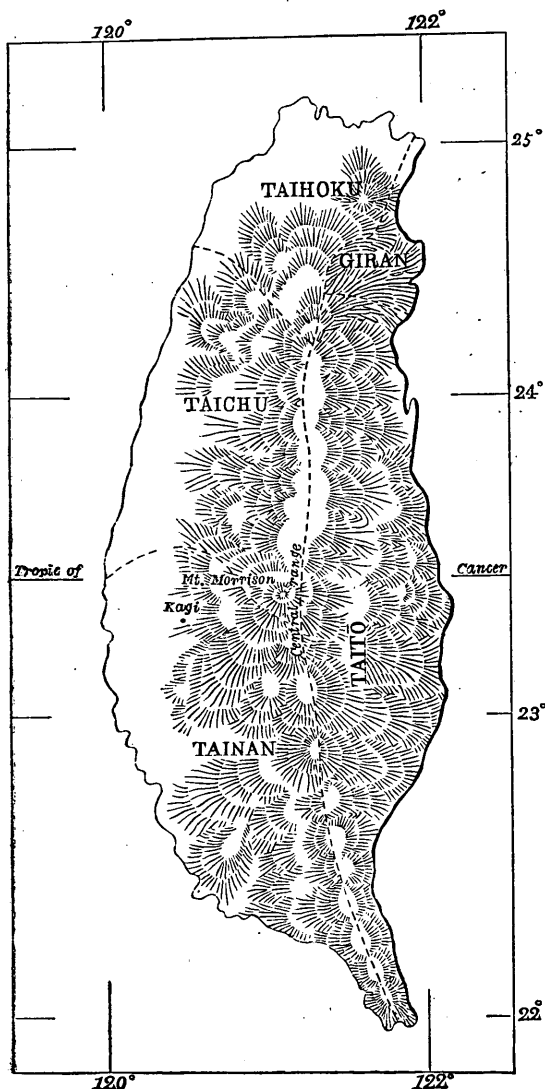 120°
122°
25°
TAIHOKU
GIRAN
24°
TAICHU
Tropic of
Mt. Morrison
Central range
Cancer
Kagi
TAITŌ
23°
TAINAN
22°
120°
122°